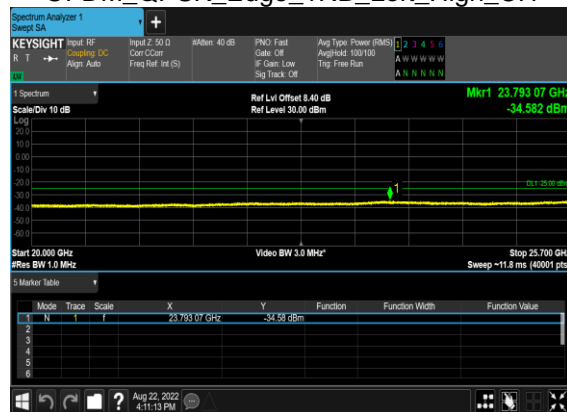 Spectrum Analyzer 1
Swept SA
+
KEYSIGHT
R T
LW
Input: RF
Coupling: DC
Align: Auto
Input Z: 50 Ω
Corr CCorr
Freq Ref: Int (S)
#Atten: 40 dB
PNO: Fast
Gate: Off
IF Gain: Low
Sig Track: Off
Avg Type: Power (RMS)
Avg|Hold: 100/100
Trig: Free Run
1 2 3 4 5 6
A W W W W W
A N N N N N
1 Spectrum
Scale/Div 10 dB
Ref Lvl Offset 8.40 dB
Ref Level 30.00 dBm
Mkr1 23.793 07 GHz
-34.582 dBm
Log
20.0
10.0
0.00
-10.0
-20.0
-30.0
-40.0
-50.0
-60.0
1
DL1 -25.00 dBm
Start 20.000 GHz
#Res BW 1.0 MHz
Video BW 3.0 MHz*
Stop 25.700 GHz
Sweep ~11.8 ms (40001 pts)
5 Marker Table
Mode Trace Scale X Y Function Function Width Function Value
1 N 1 f 23.793 07 GHz -34.58 dBm
2
3
4
5
6
?
Aug 22, 2022
4:11:13 PM